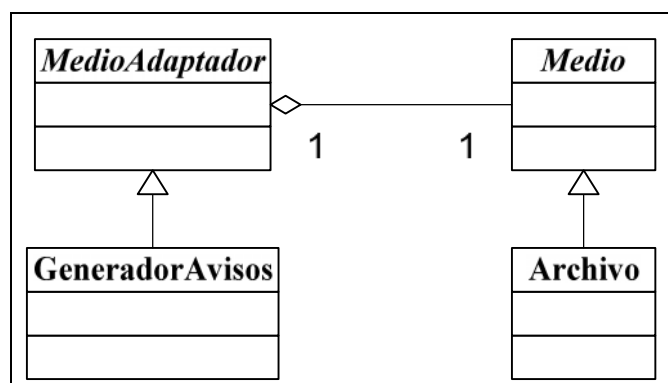 MedioAdaptador
Medio
1
1
GeneradorAvisos
Archivo